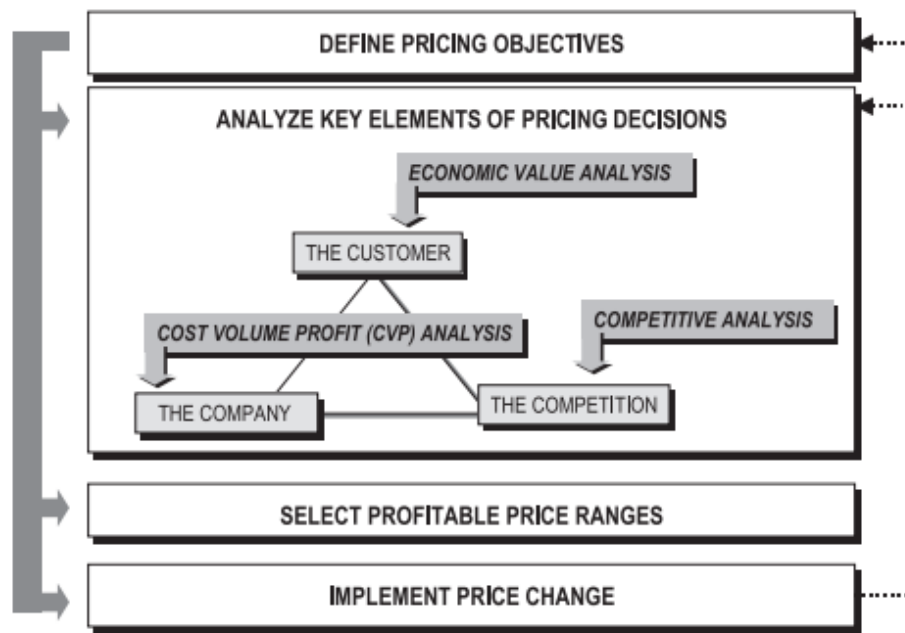 DEFINE PRICING OBJECTIVES
ANALYZE KEY ELEMENTS OF PRICING DECISIONS
ECONOMIC VALUE ANALYSIS
THE CUSTOMER
COST VOLUME PROFIT (CVP) ANALYSIS
COMPETITIVE ANALYSIS
THE COMPANY
THE COMPETITION
SELECT PROFITABLE PRICE RANGES
IMPLEMENT PRICE CHANGE